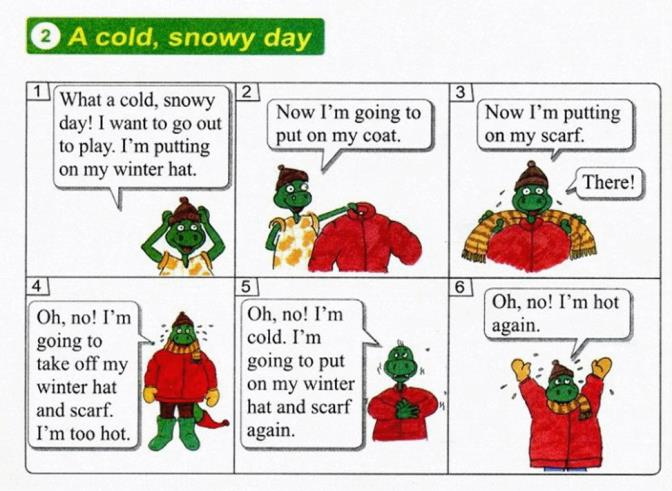 2 A cold, snowy day
1
What a cold, snowy
day! I want to go out
to play. I'm putting
on my winter hat.
2
Now I'm going to
put on my coat.
3
Now I'm putting
on my scarf.
There!
4
Oh, no! I'm
going to
take off my
winter hat
and scarf.
I'm too hot.
5
Oh, no! I'm
cold. I'm
going to put
on my winter
hat and scarf
again.
6
Oh, no! I'm hot
again.